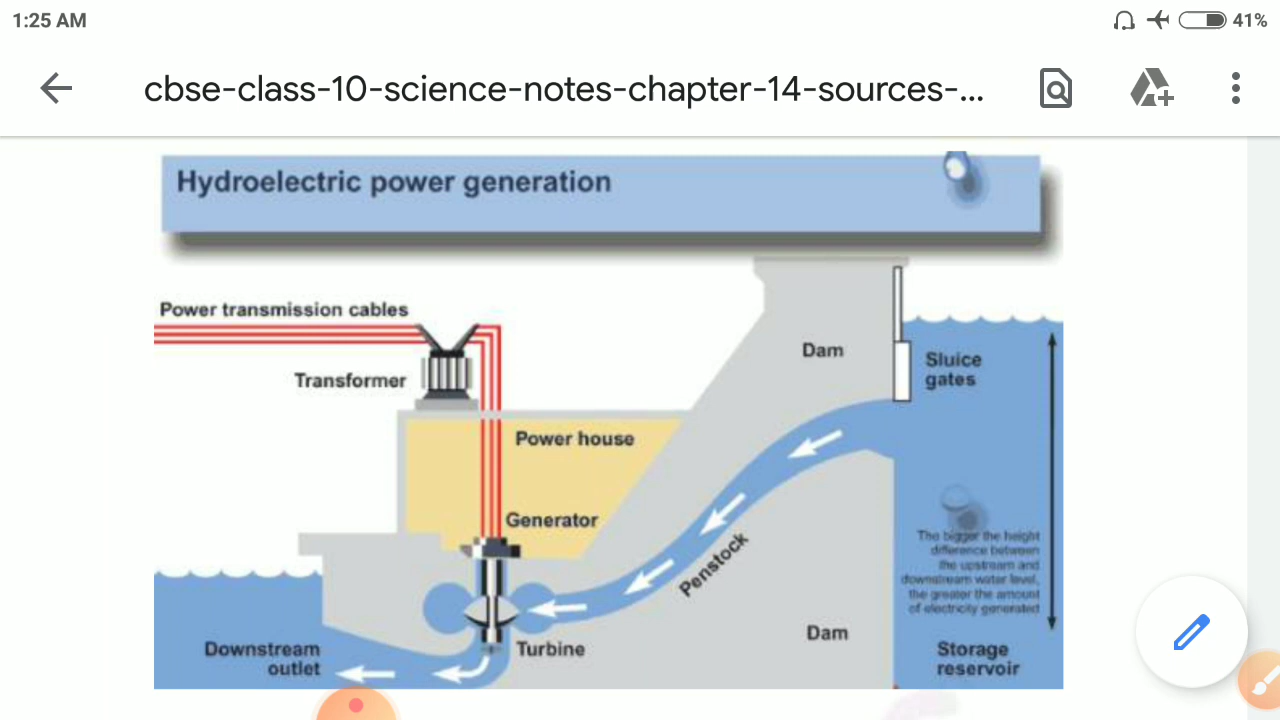 1:25 AM
41%
cbse-class-10-science-notes-chapter-14-sources-...
Hydroelectric power generation
Power transmission cables
Transformer
Dam
Sluice
gates
Power house
Generator
Penstock
The bigger the height
difference between
the upstream and
downstream water level,
the greater the amount
of electricity generated
Dam
Storage
reservoir
Turbine
Downstream
outlet